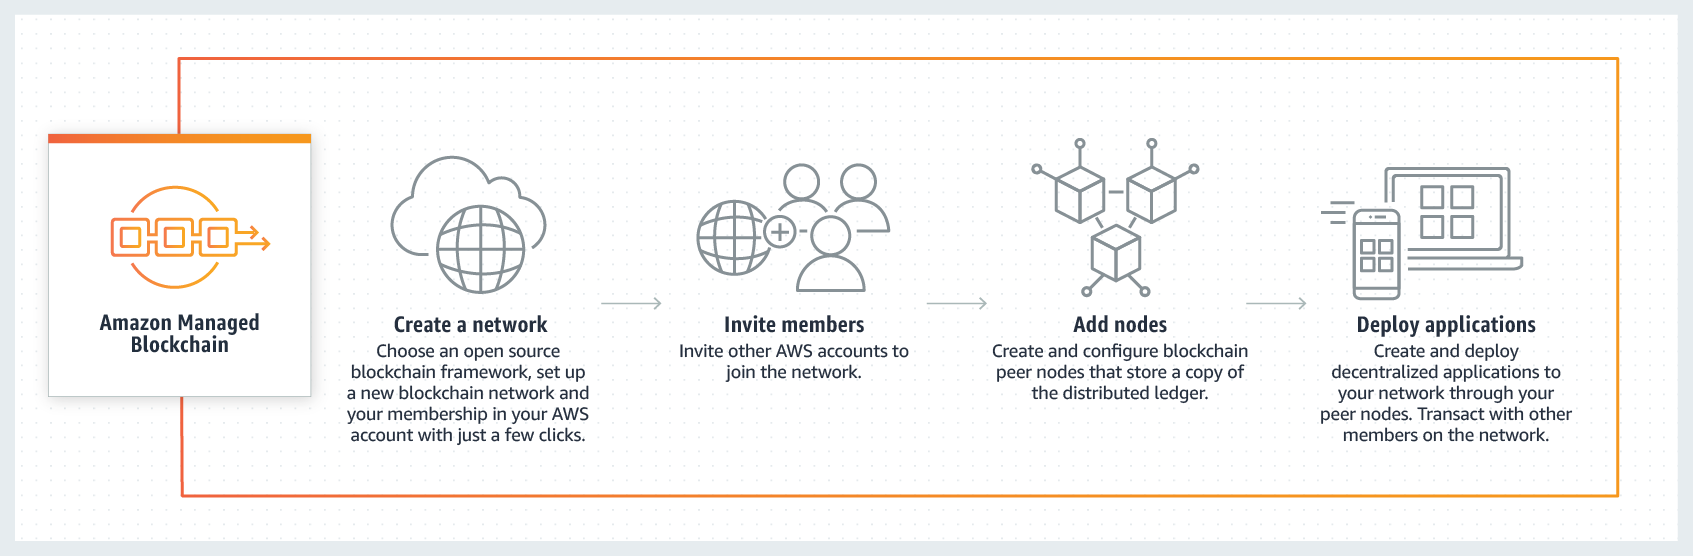 Amazon Managed
Blockchain
Create a network
Choose an open source
blockchain framework, set up
a new blockchain network and
your membership in your AWS
account with just a few clicks.
Invite members
Invite other AWS accounts to
join the network.
Add nodes
Create and configure blockchain
peer nodes that store a copy of
the distributed ledger.
Deploy applications
Create and deploy
decentralized applications to
your network through your
peer nodes. Transact with other
members on the network.